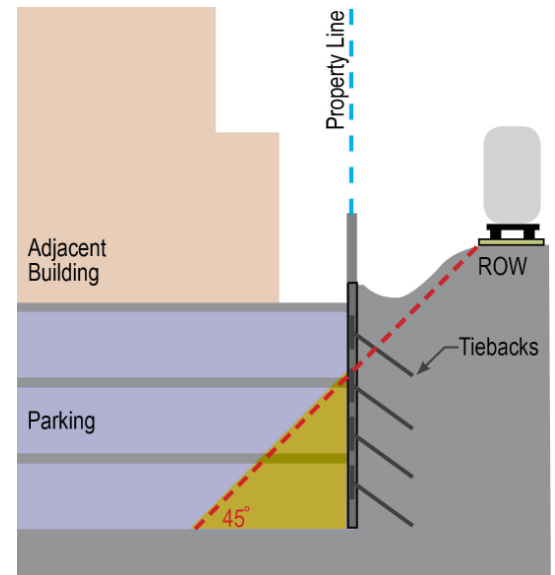 Property Line
Adjacent
Building
ROW
Tiebacks
Parking
45°